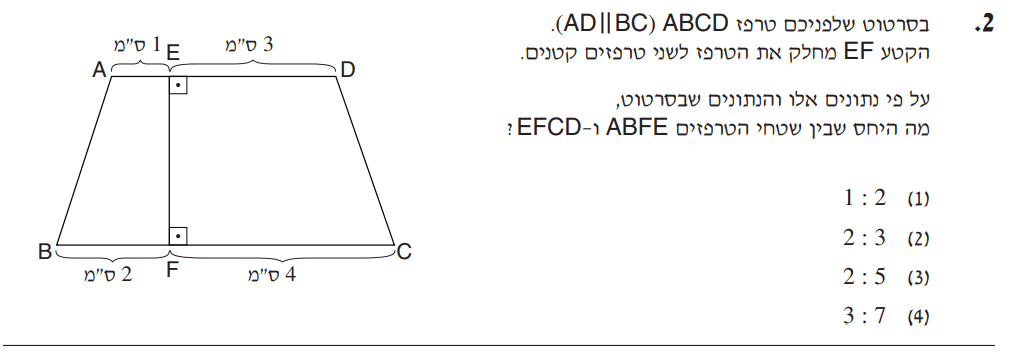 2. בסרטוט שלפניכם טרפז ABCD (AD||BC).
הקטע EF מחלק את הטרפז לשני טרפזים קטנים.
על פי נתונים אלו והנתונים שבסרטוט,
מה היחס שבין שטחי הטרפזים ABFE ו-EFCD?
(1) 1 : 2
(2) 2 : 3
(3) 2 : 5
(4) 3 : 7
1 ס"מ E 3 ס"מ
A D
B C
2 ס"מ F 4 ס"מ